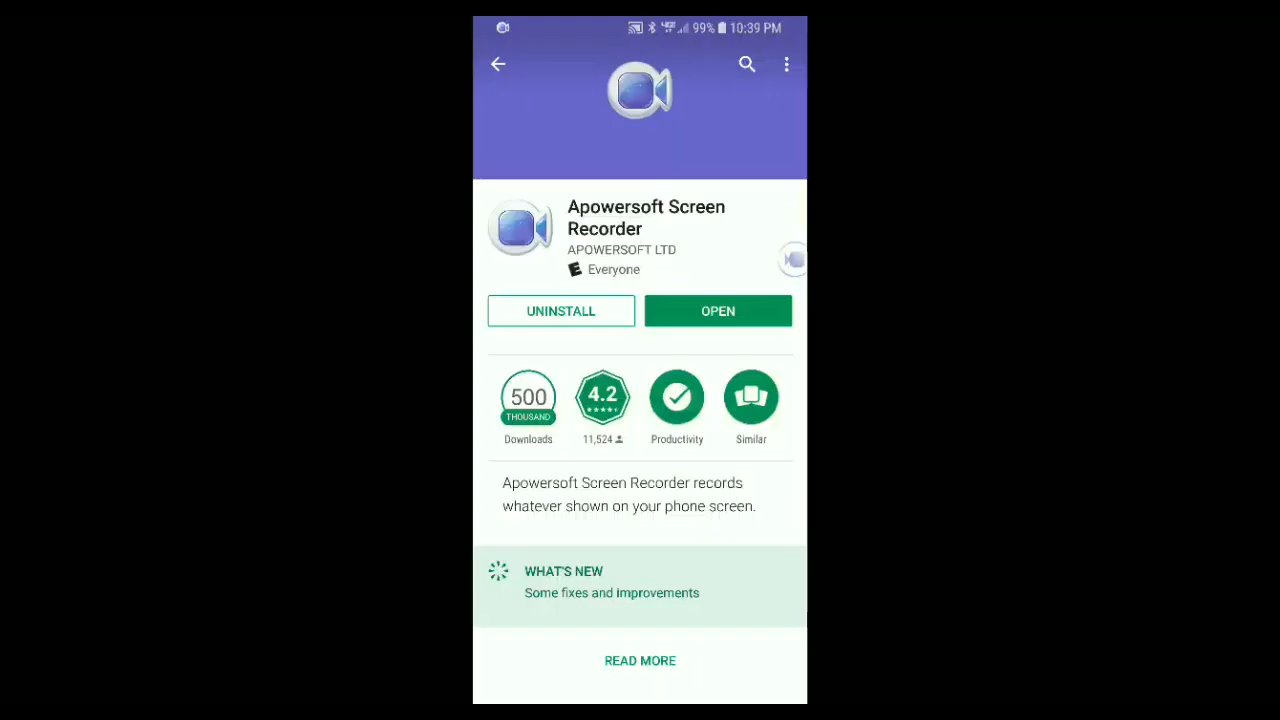 99% 10:39 PM
Apowersoft Screen
Recorder
APOWERSOFT LTD
E Everyone
UNINSTALL OPEN
500 4.2
THOUSAND
Downloads 11,524 Productivity Similar
Apowersoft Screen Recorder records
whatever shown on your phone screen.
WHAT'S NEW
Some fixes and improvements
READ MORE